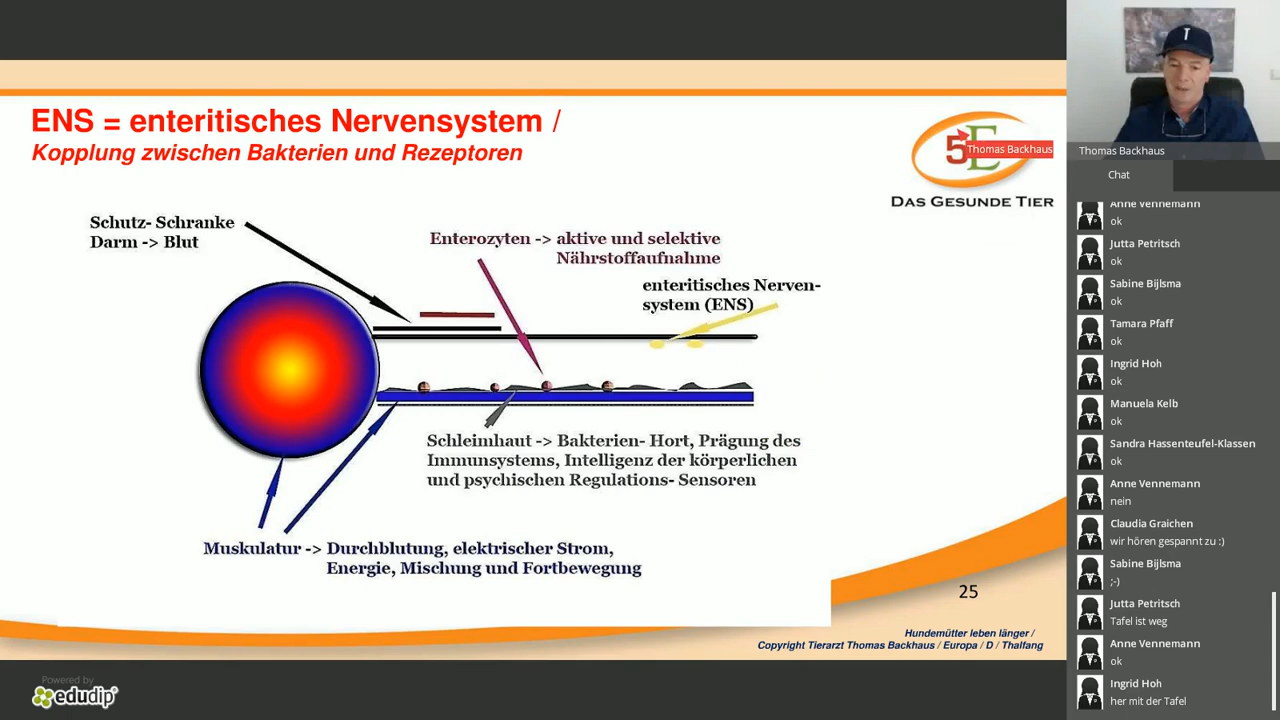 ENS = enteritisches Nervensystem /
Kopplung zwischen Bakterien und Rezeptoren
5E
Thomas Backhaus
DAS GESUNDE TIER
Schutz- Schranke
Darm -> Blut
Enterozyten -> aktive und selektive
Nährstoffaufnahme
enteritisches Nerven-
system (ENS)
Schleimhaut -> Bakterien- Hort, Prägung des
Immunsystems, Intelligenz der körperlichen
und psychischen Regulations- Sensoren
Muskulatur -> Durchblutung, elektrischer Strom,
Energie, Mischung und Fortbewegung
25
Hundemütter leben länger /
Copyright Tierarzt Thomas Backhaus / Europa / D / Thalfang
Powered by
edudip
T
Thomas Backhaus
Chat
Anne Vennemann
ok
Jutta Petritsch
ok
Sabine Bijlsma
ok
Tamara Pfaff
ok
Ingrid Hoh
ok
Manuela Kelb
ok
Sandra Hassenteufel-Klassen
ok
Anne Vennemann
nein
Claudia Graichen
wir hören gespannt zu :)
Sabine Bijlsma
;-)
Jutta Petritsch
Tafel ist weg
Anne Vennemann
ok
Ingrid Hoh
her mit der Tafel